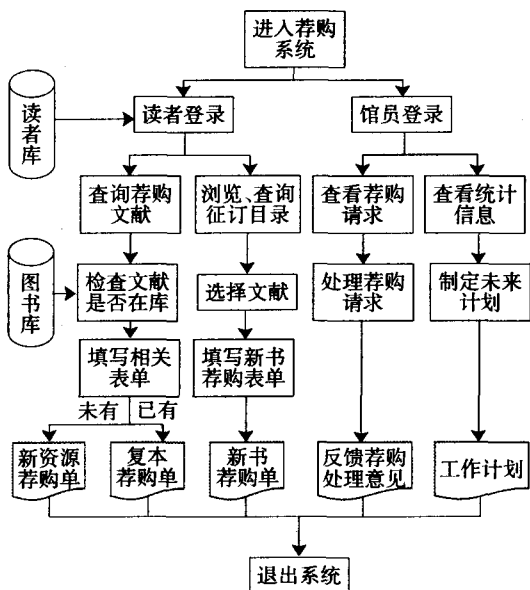 进入荐购
系统
读者库
读者登录
馆员登录
查询荐购
文献
浏览、查询
征订目录
查看荐购
请求
查看统计
信息
图书库
检查文献
是否在库
选择文献
处理荐购
请求
制定未来
计划
填写相关
表单
填写新书
荐购表单
未有
已有
新资源
荐购单
复本
荐购单
新书
荐购单
反馈荐购
处理意见
工作计划
退出系统